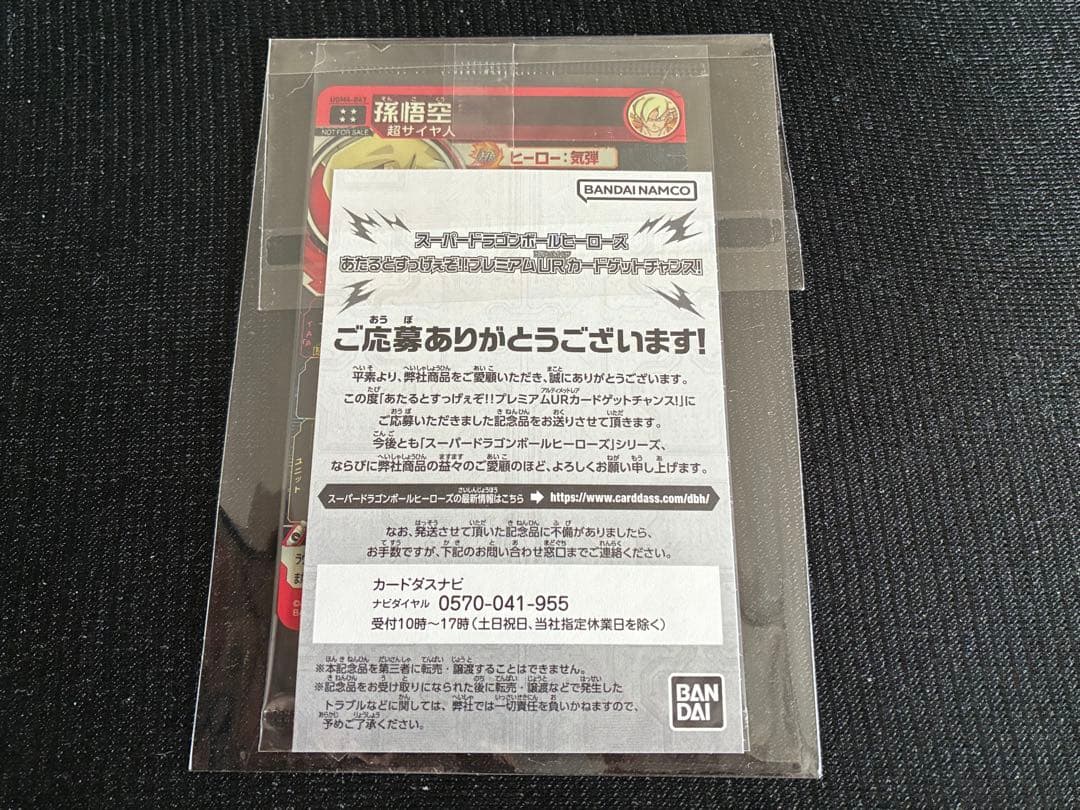 孫悟空
NOT FOR SALE
超サイヤ人
ヒーロー:気弾
BANDAI NAMCO
スーパードラゴンボールヒーローズ
あたるとすっげぇぞ!!プレミアムURカードゲットチャンス!
ご応募ありがとうございます!
平素より、弊社商品をご愛顧いただき、誠にありがとうございます。
この度「あたるとすっげぇぞ!!プレミアムURカードゲットチャンス!」に
ご応募いただきました記念品をお送りさせて頂きます。
今後とも「スーパードラゴンボールヒーローズ」シリーズ、
ならびに弊社商品の益々のご愛顧のほど、よろしくお願い申し上げます。
スーパードラゴンボールヒーローズの最新情報はこちら ➡ https://www.carddass.com/dbh/
なお、発送させて頂いた記念品に不備がありましたら、
お手数ですが、下記のお問い合わせ窓口までご連絡ください。
カードダスナビ
ナビダイヤル 0570-041-955
受付10時～17時(土日祝日、当社指定休業日を除く)
※本記念品を第三者に転売・譲渡することはできません。
※記念品をお受け取りになられた後に転売・譲渡などで発生した
トラブルなどに関しては、弊社では一切責任を負いかねますので、
予めご了承ください。
BAN
DAI
ユニット